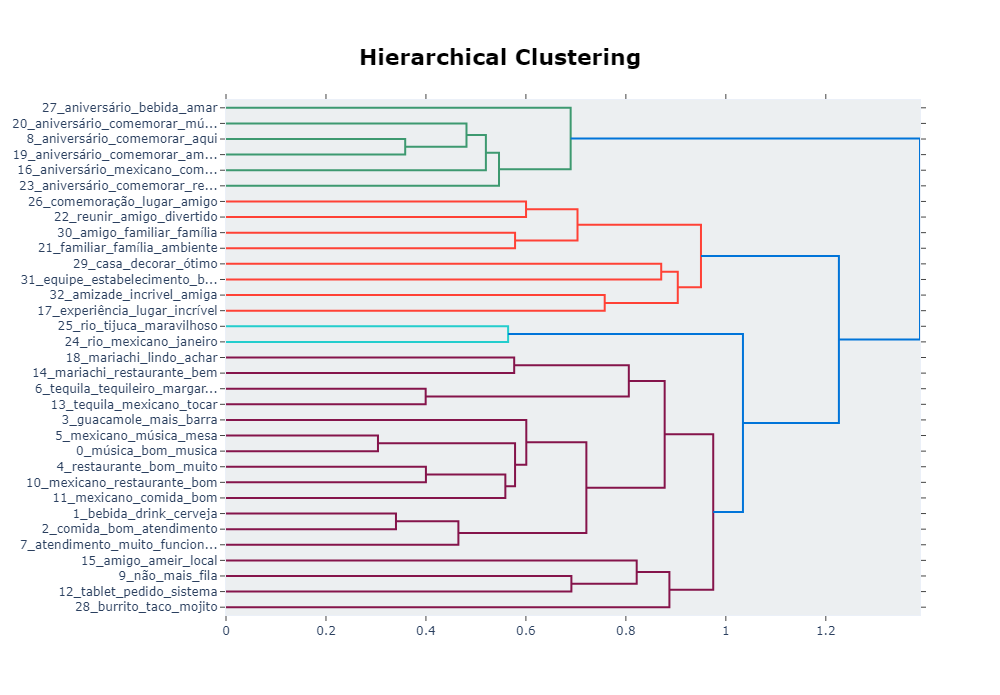 Hierarchical Clustering
27_aniversário_bebida_amar
20_aniversário_comemorar_mú...
8_aniversário_comemorar_aqui
19_aniversário_comemorar_am...
16_aniversário_mexicano_com...
23_aniversário_comemorar_re...
26_comemoração_lugar_amigo
22_reunir_amigo_divertido
30_amigo_familiar_família
21_familiar_família_ambiente
29_casa_decorar_ótimo
31_equipe_estabelecimento_b...
32_amizade_incrivel_amiga
17_experiência_lugar_incrível
25_rio_tijuca_maravilhoso
24_rio_mexicano_janeiro
18_mariachi_lindo_achar
14_mariachi_restaurante_bem
6_tequila_tequileiro_margar...
13_tequila_mexicano_tocar
3_guacamole_mais_barra
5_mexicano_música_mesa
0_música_bom_musica
4_restaurante_bom_muito
10_mexicano_restaurante_bom
11_mexicano_comida_bom
1_bebida_drink_cerveja
2_comida_bom_atendimento
7_atendimento_muito_funcion...
15_amigo_ameir_local
9_não_mais_fila
12_tablet_pedido_sistema
28_burrito_taco_mojito
0 0.2 0.4 0.6 0.8 1 1.2